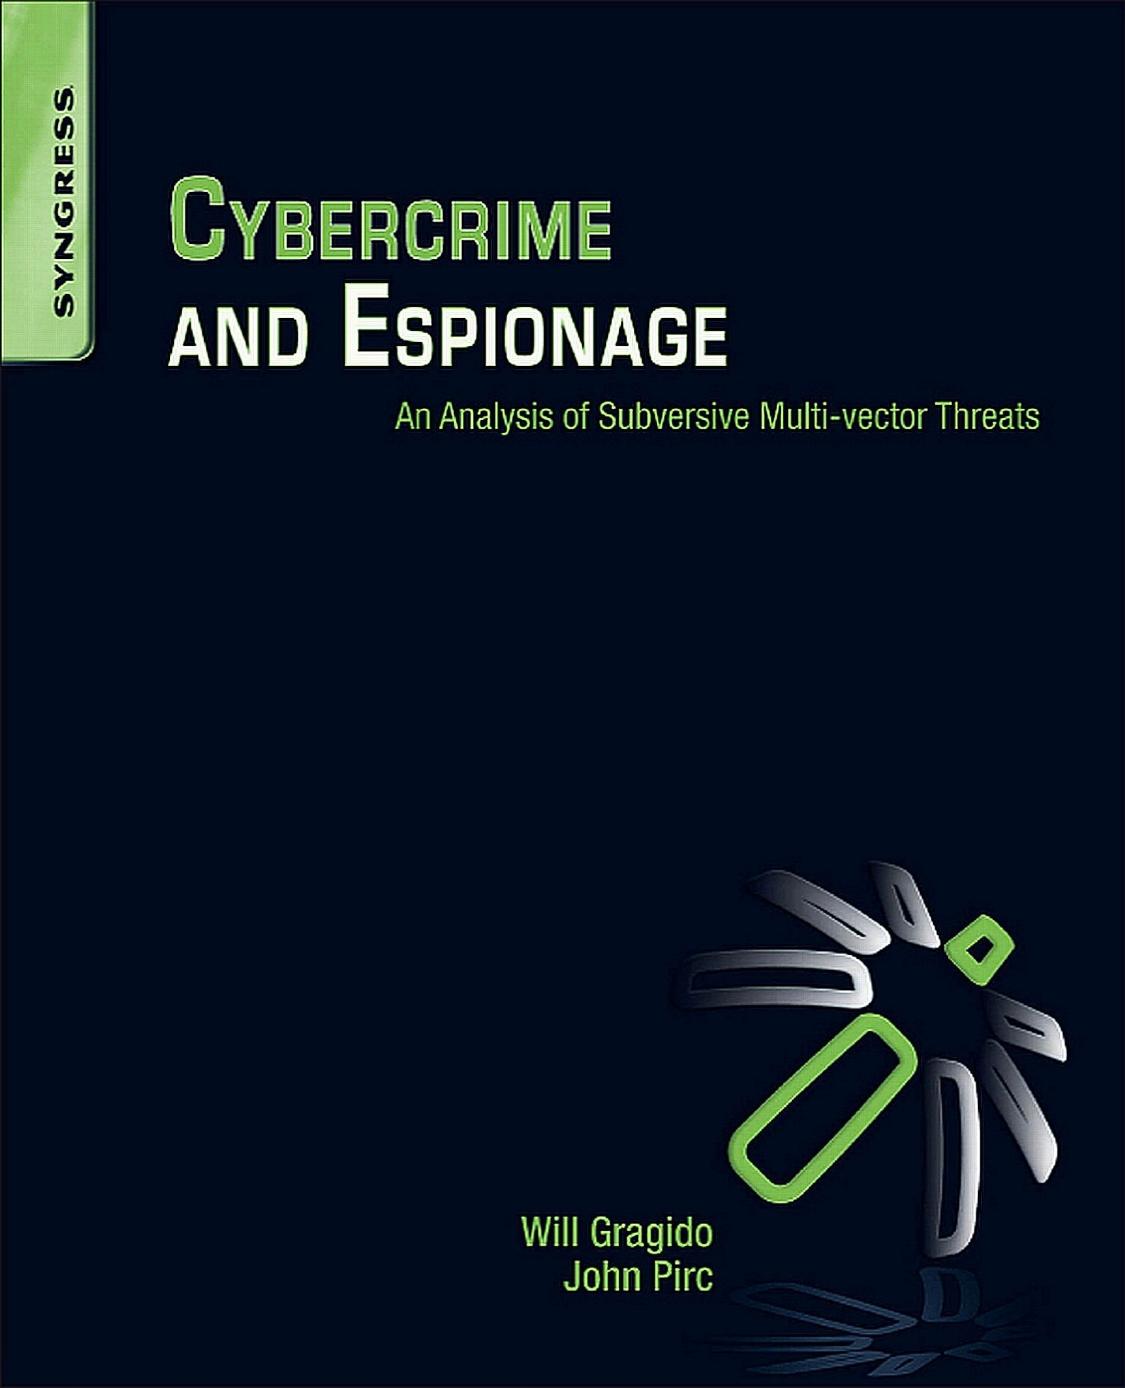 SYNGRESS
CYBERCRIME
AND ESPIONAGE
An Analysis of Subversive Multi-vector Threats
Will Gragido
John Pirc